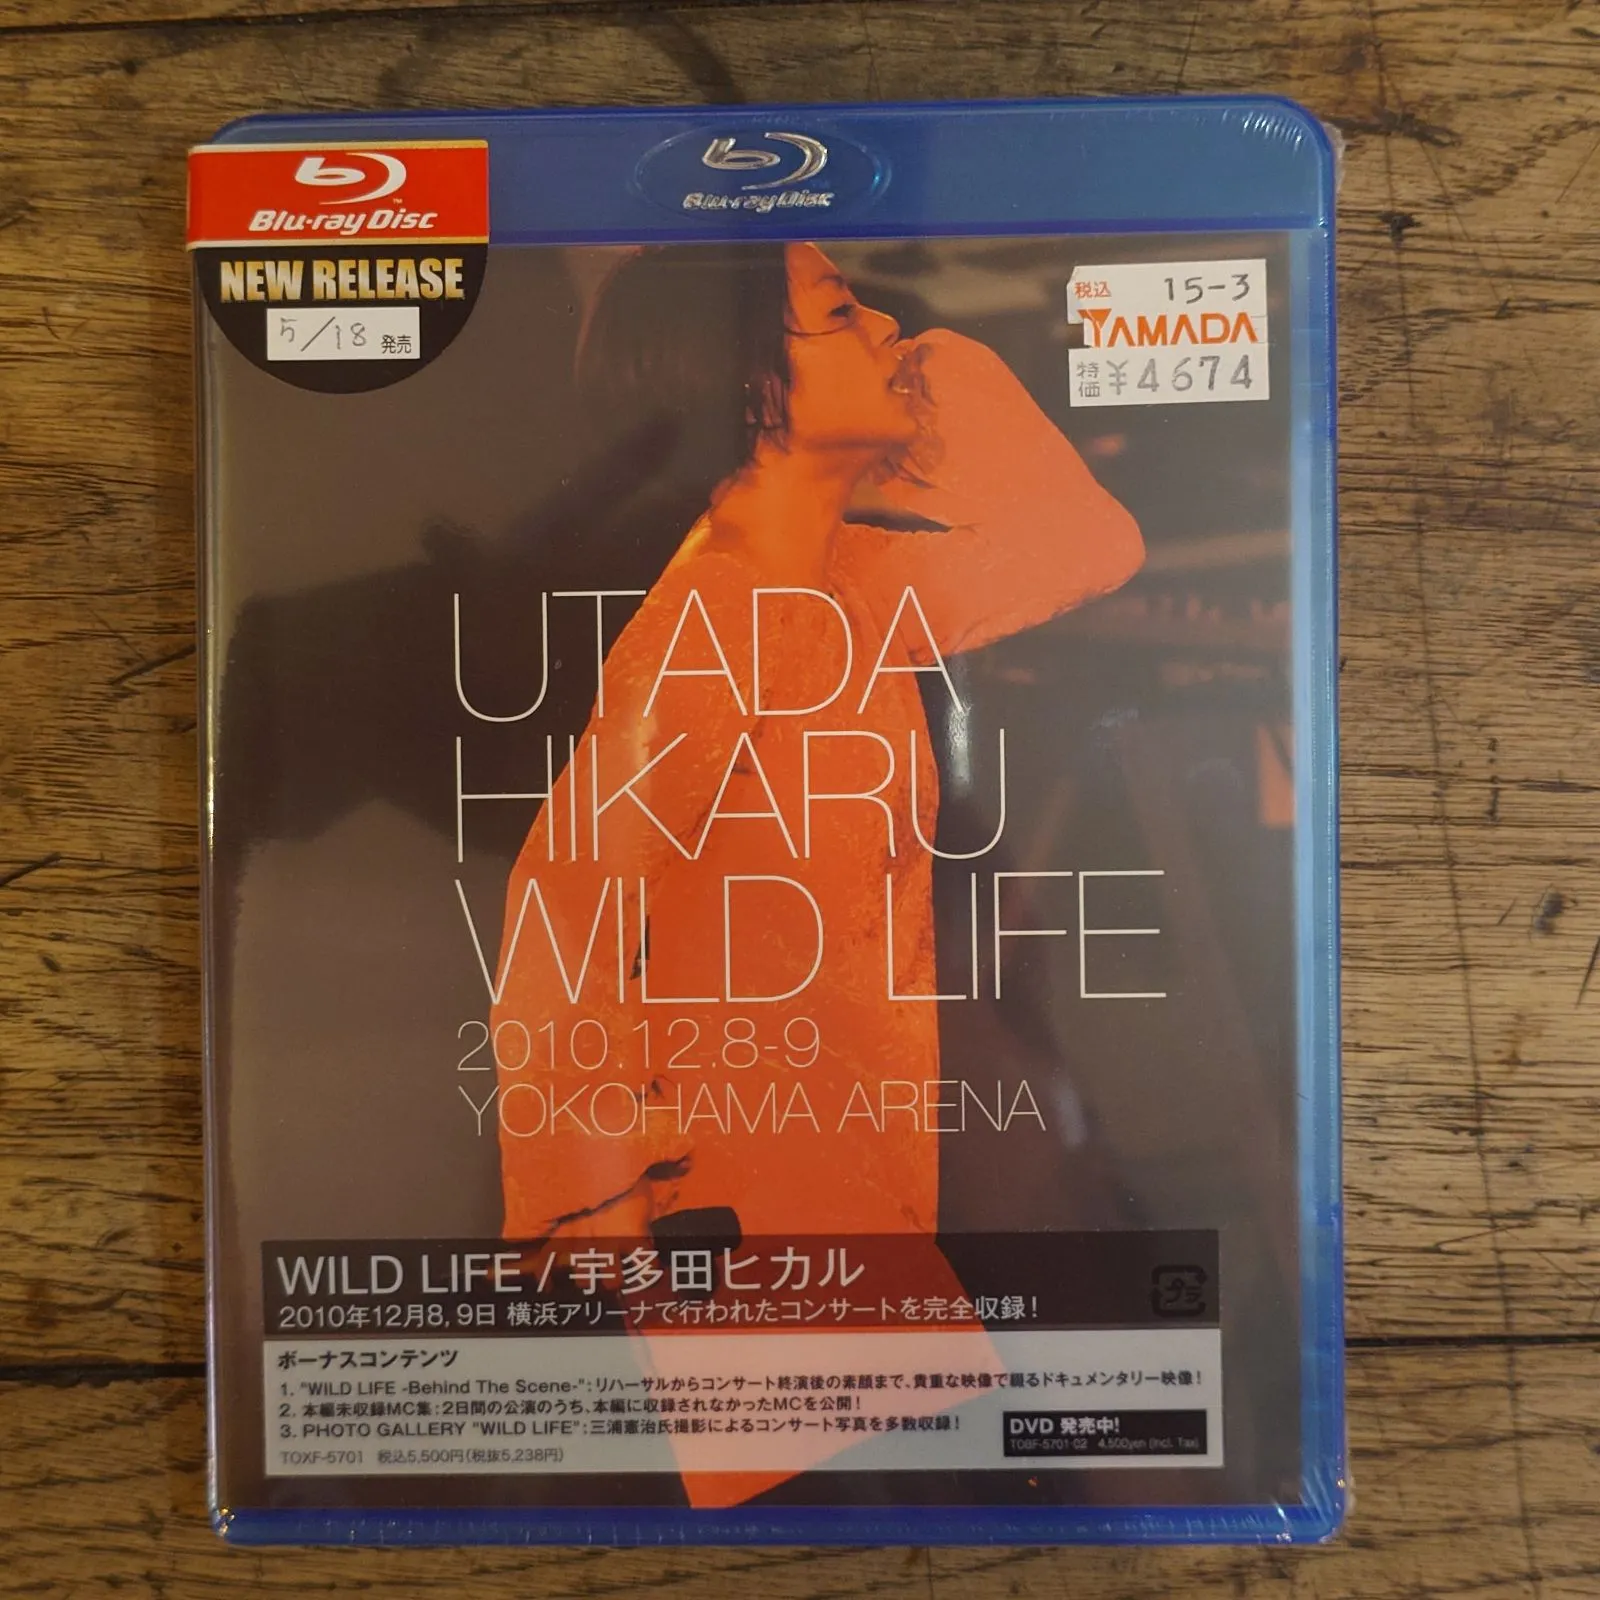 Blu-ray Disc
Blu-ray Disc™
NEW RELEASE
5/18 発売
税込 15-3
YAMADA
特価 ¥4674
UTADA
HIKARU
WILD LIFE
2010.12.8-9
YOKOHAMA ARENA
WILD LIFE / 宇多田ヒカル
2010年12月8, 9日 横浜アリーナで行われたコンサートを完全収録!
プラ
ボーナスコンテンツ
1. "WILD LIFE -Behind The Scene-":リハーサルからコンサート終演後の素顔まで、貴重な映像で綴るドキュメンタリー映像!
2. 本編未収録MC集:2日間の公演のうち、本編に収録されなかったMCを公開!
3. PHOTO GALLERY "WILD LIFE":三浦憲治氏撮影によるコンサート写真を多数収録!
TOXF-5701 税込5,500円(税抜5,238円)
DVD 発売中!
TOBF-5701·02 4,500yen (Incl. Tax)